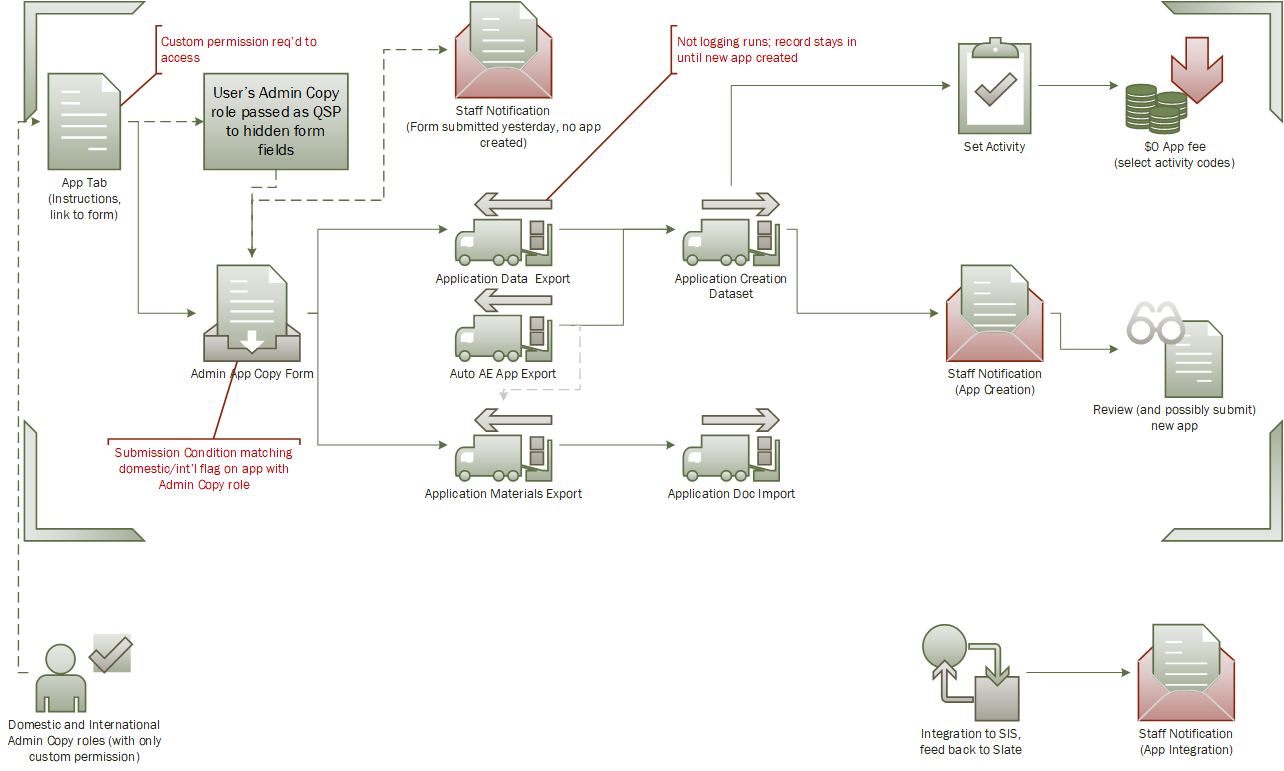 Custom permission req'd to
access
Not logging runs; record stays in
until new app created
User's Admin Copy
role passed as QSP
to hidden form
fields
Staff Notification
(Form submitted yesterday, no app
created)
Set Activity
$0 App fee
(select activity codes)
App Tab
(Instructions,
link to form)
Application Data  Export
Application Creation
Dataset
Admin App Copy Form
Auto AE App Export
Staff Notification
(App Creation)
Review (and possibly submit)
new app
Submission Condition matching
domestic/int'l flag on app with
Admin Copy role
Application Materials Export
Application Doc Import
Domestic and International
Admin Copy roles (with only
custom permission)
Integration to SIS,
feed back to Slate
Staff Notification
(App Integration)